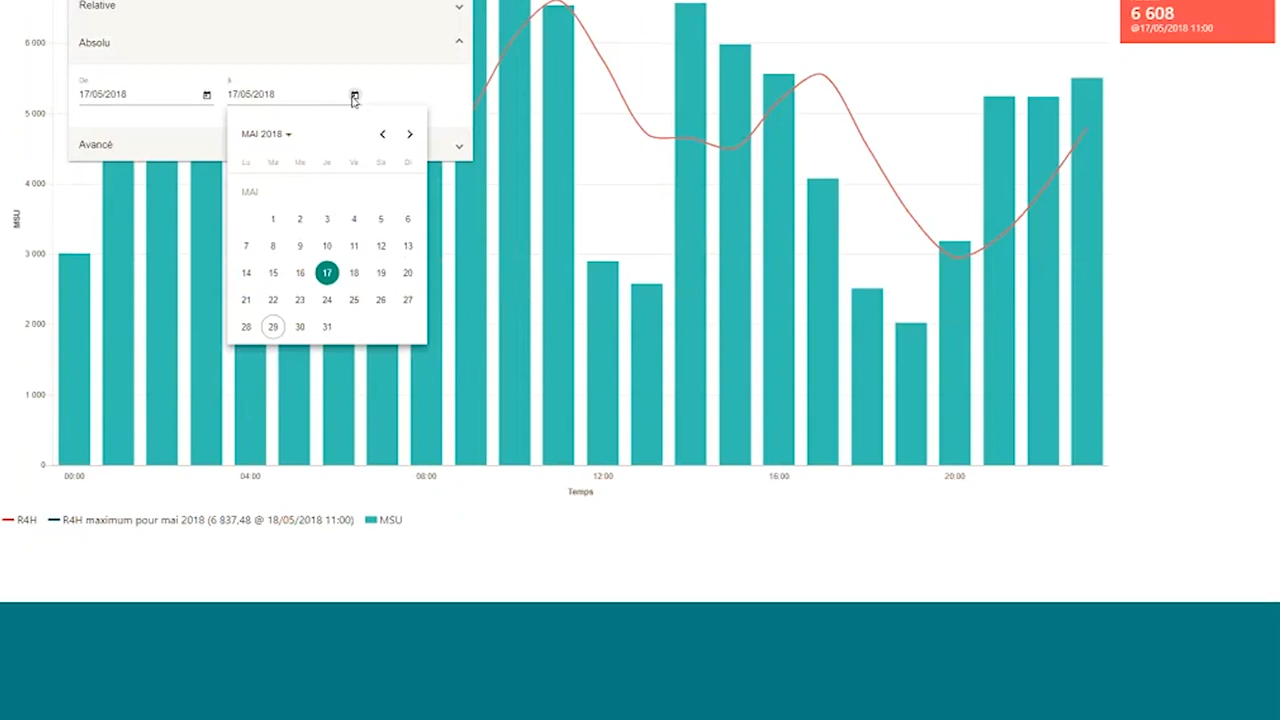 Relative
6 608
@17/05/2018 11:00
6 000
Absolu
De
à
17/05/2018
17/05/2018
5 000
MAI 2018
Avancé
Lu Ma Me Je Ve Sa Di
4 000
MAI
MSU
1 2 3 4 5 6
7 8 9 10 11 12 13
3 000
14 15 16 17 18 19 20
21 22 23 24 25 26 27
2 000
28 29 30 31
1 000
0
00:00 04:00 08:00 12:00 16:00 20:00
Temps
R4H R4H maximum pour mai 2018 (6 837,48 @ 18/05/2018 11:00) MSU